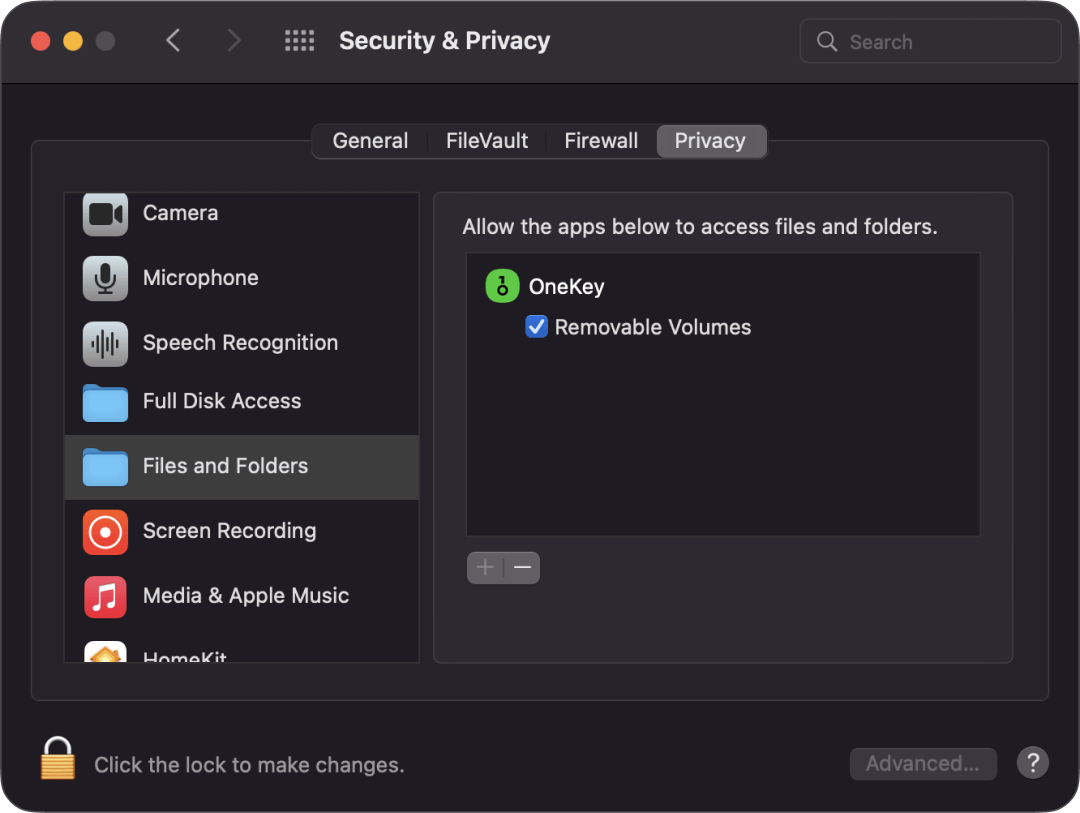 Security & Privacy
Search
General
FileVault
Firewall
Privacy
Camera
Microphone
Speech Recognition
Full Disk Access
Files and Folders
Screen Recording
Media & Apple Music
HomeKit
Allow the apps below to access files and folders.
OneKey
Removable Volumes
Click the lock to make changes.
Advanced...
?